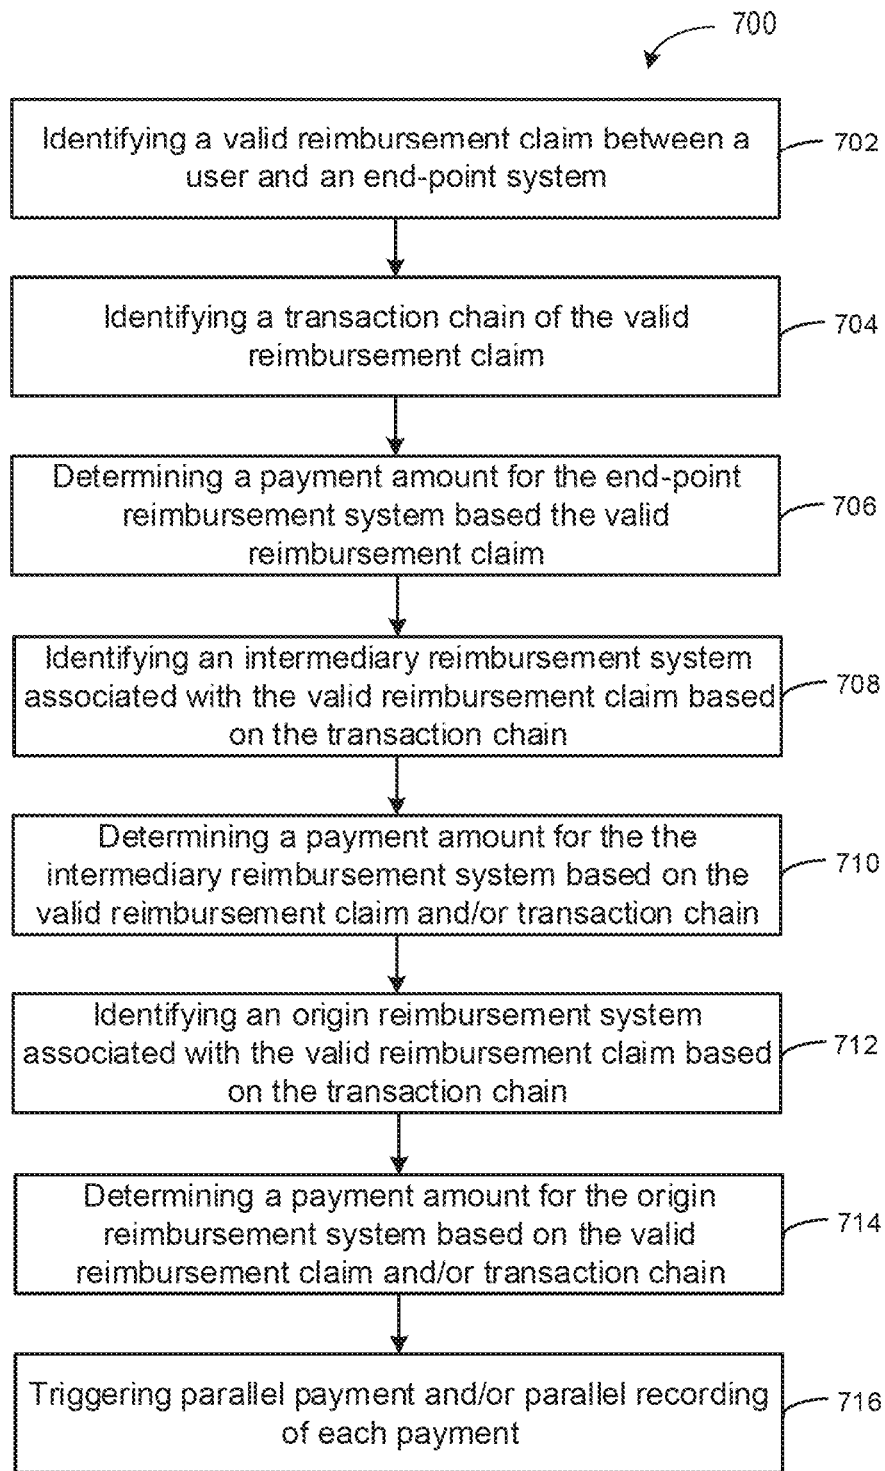 700
Identifying a valid reimbursement claim between a
user and an end-point system
702
Identifying a transaction chain of the valid
reimbursement claim
704
Determining a payment amount for the end-point
reimbursement system based the valid
reimbursement claim
706
Identifying an intermediary reimbursement system
associated with the valid reimbursement claim based
on the transaction chain
708
Determining a payment amount for the the
intermediary reimbursement system based on the
valid reimbursement claim and/or transaction chain
710
Identifying an origin reimbursement system
associated with the valid reimbursement claim based
on the transaction chain
712
Determining a payment amount for the origin
reimbursement system based on the valid
reimbursement claim and/or transaction chain
714
Triggering parallel payment and/or parallel recording
of each payment
716